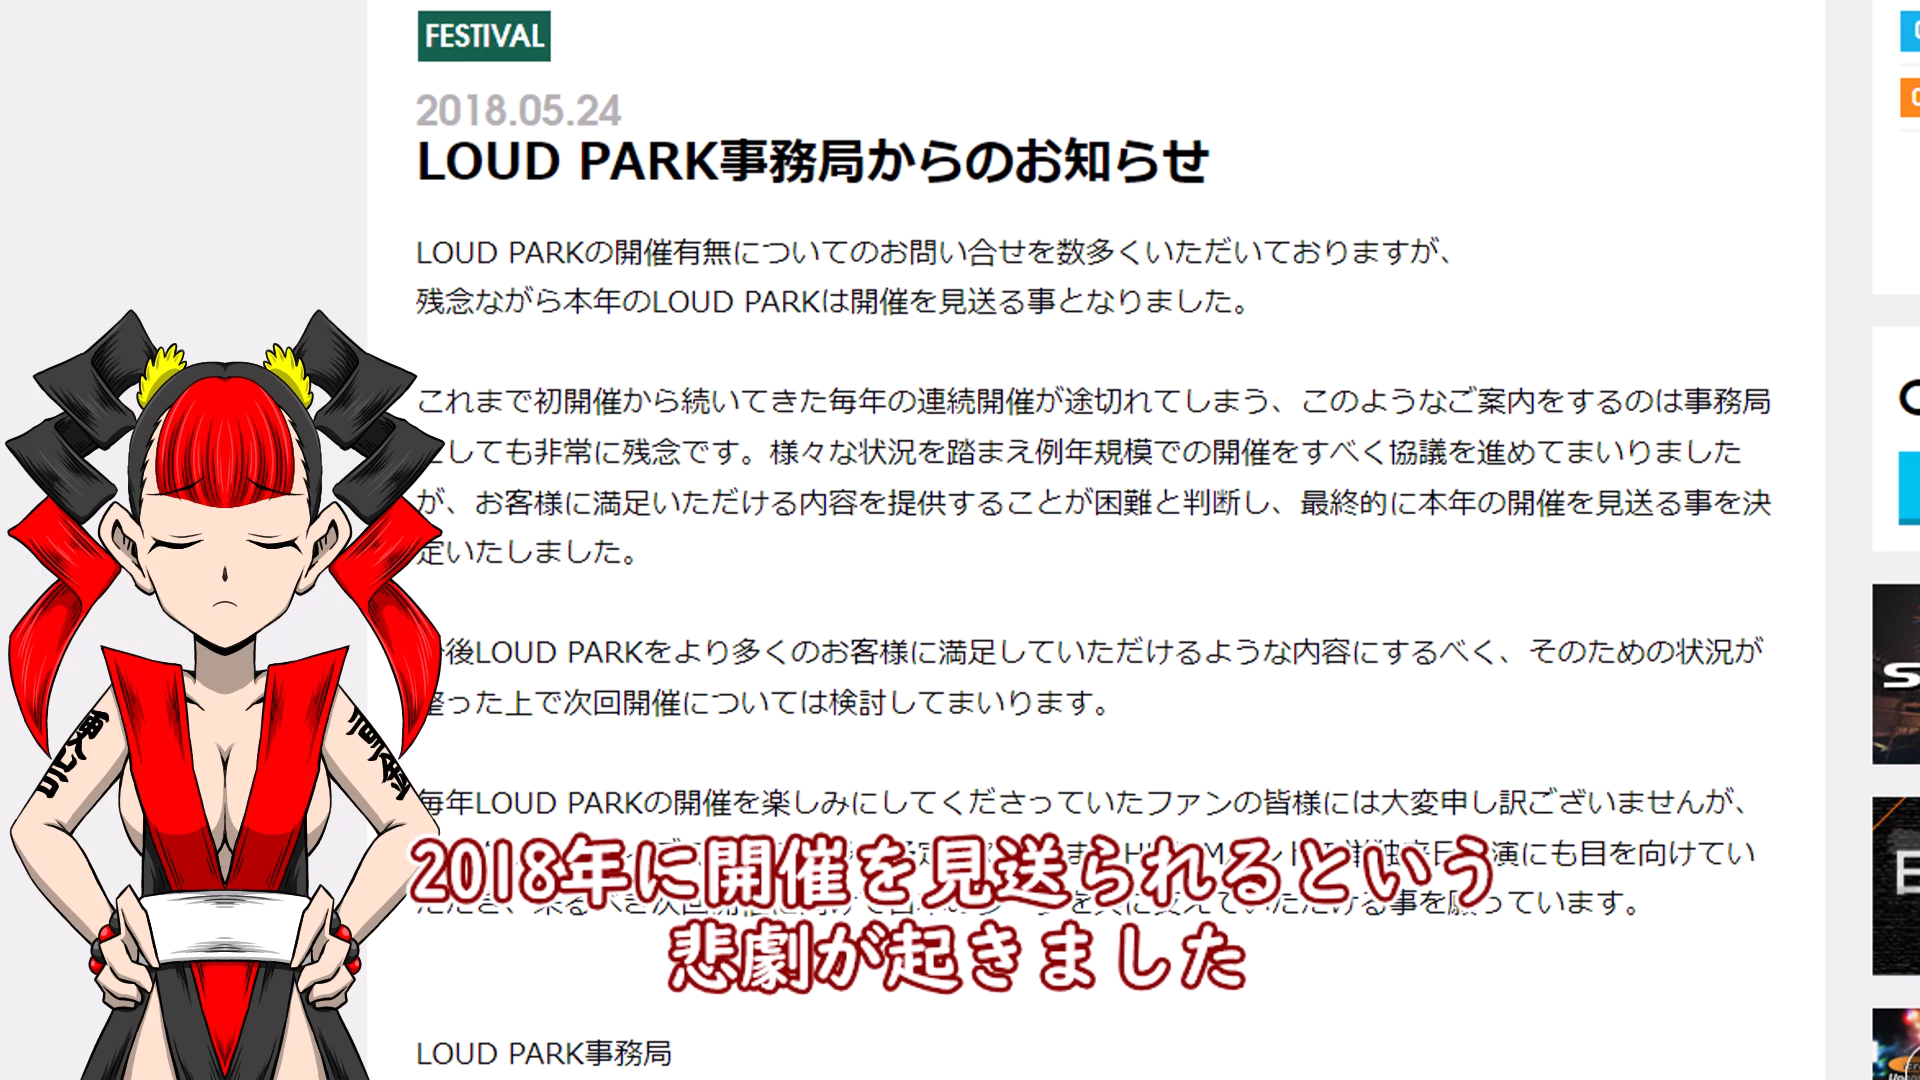 FESTIVAL
2018.05.24
LOUD PARK事務局からのお知らせ
LOUD PARKの開催有無についてのお問い合せを数多くいただいておりますが、
残念ながら本年のLOUD PARKは開催を見送る事となりました。
これまで初開催から続いてきた毎年の連続開催が途切れてしまう、このようなご案内をするのは事務局
しても非常に残念です。様々な状況を踏まえ例年規模での開催をすべく協議を進めてまいりました
が、お客様に満足いただける内容を提供することが困難と判断し、最終的に本年の開催を見送る事を決
定いたしました。
後LOUD PARKをより多くのお客様に満足していただけるような内容にするべく、そのための状況が
整った上で次回開催については検討してまいります。
毎年LOUD PARKの開催を楽しみにしてくださっていたファンの皆様には大変申し訳ございませんが、
演にも目を向けてい
事を願っています。
2018年に開催を見送られるという
悲劇が起きました
LOUD PARK事務局